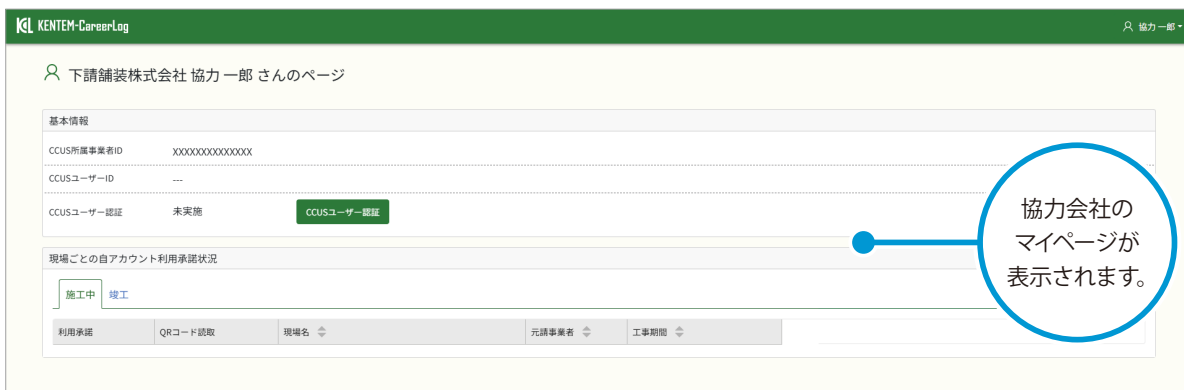 KENTEM-CareerLog
協力一郎
下請舗装株式会社 協力 一郎 さんのページ
基本情報
CCUS所属事業者ID XXXXXXXXXXXXXX
CCUSユーザーID ---
CCUSユーザー認証 未実施 CCUSユーザー認証
協力会社の
マイページが
表示されます。
現場ごとの自アカウント利用承諾状況
施工中 竣工
利用承諾 QRコード読取 現場名 元請事業者 工事期間